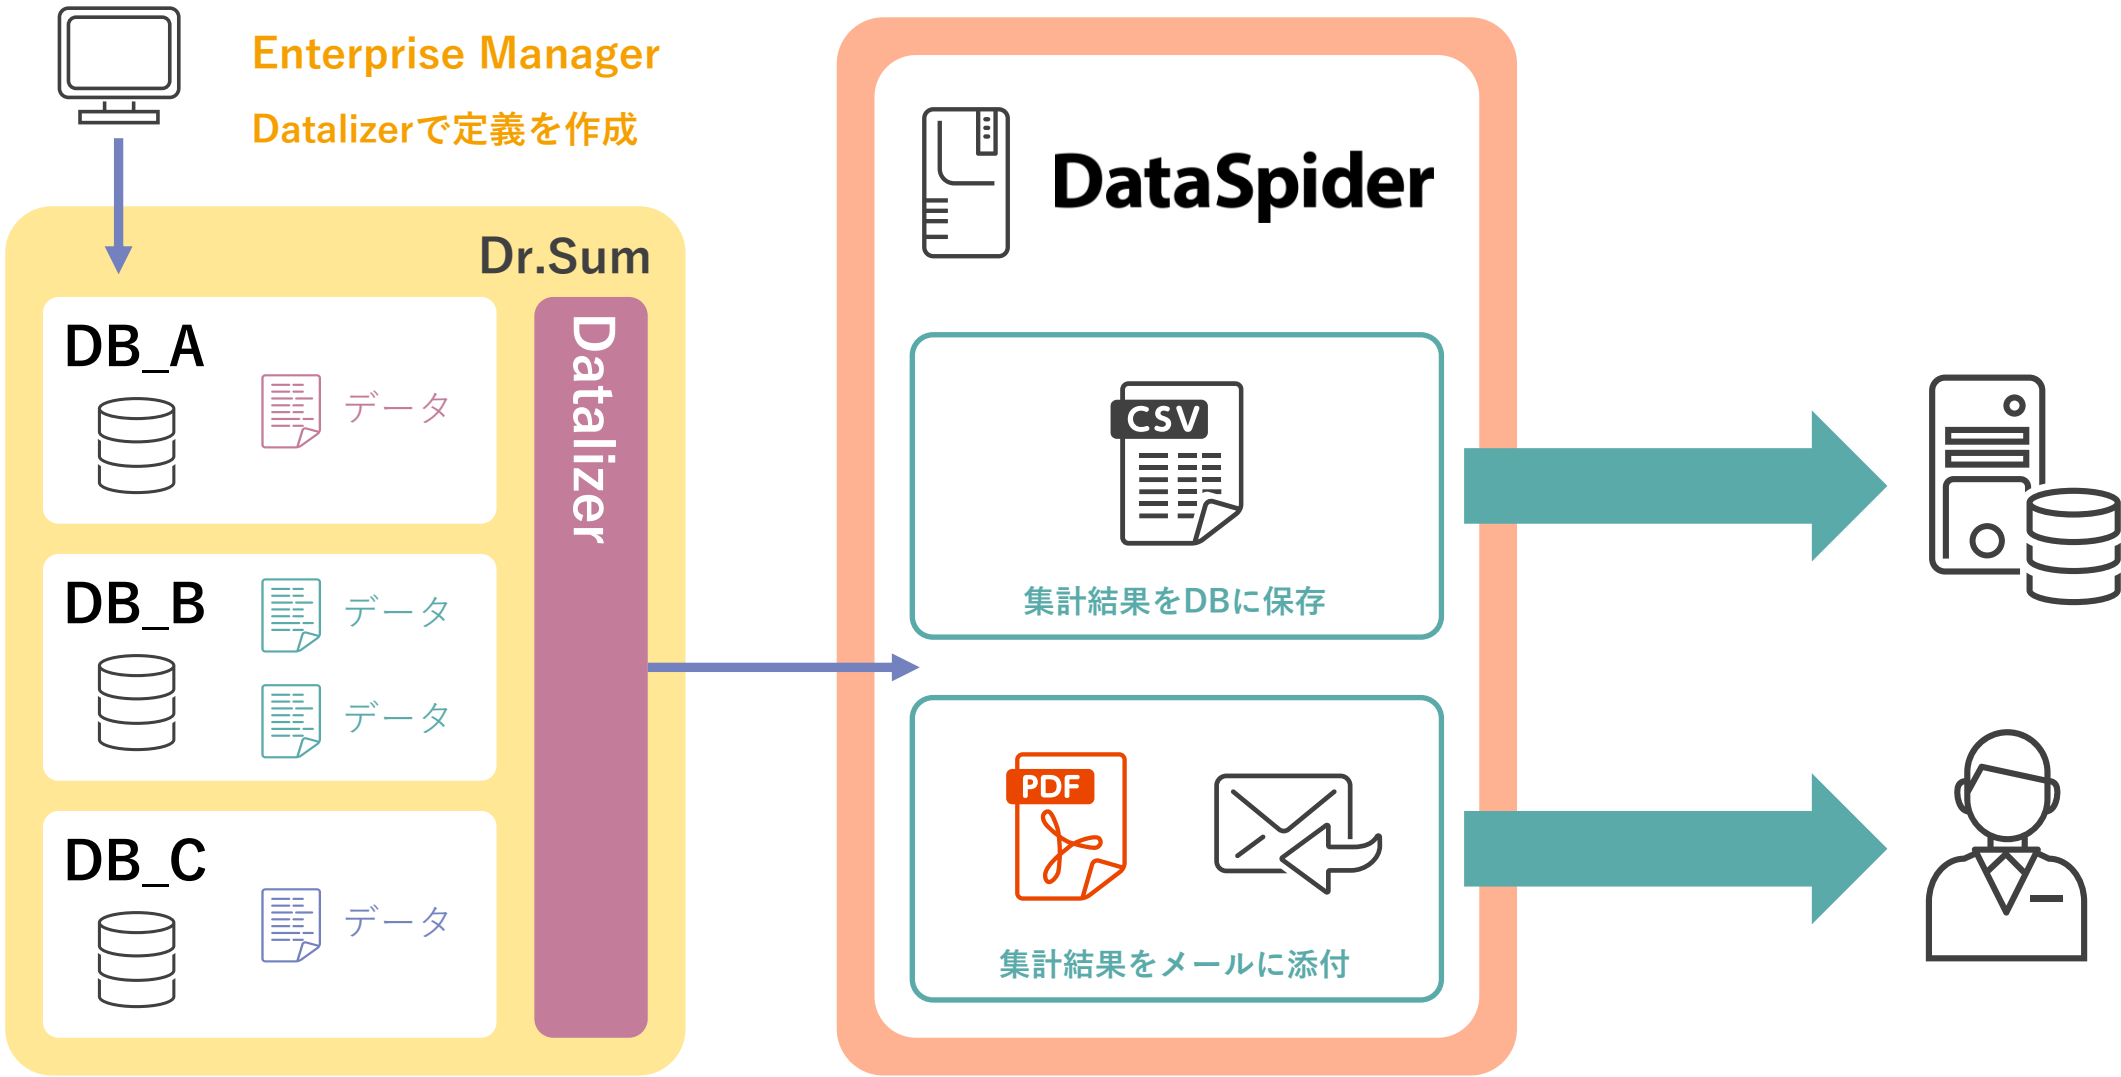 Enterprise Manager
Datalizerで定義を作成
Dr.Sum
DB_A
データ
DB_B
データ
データ
DB_C
データ
Datalizer
DataSpider
CSV
集計結果をDBに保存
PDF
集計結果をメールに添付